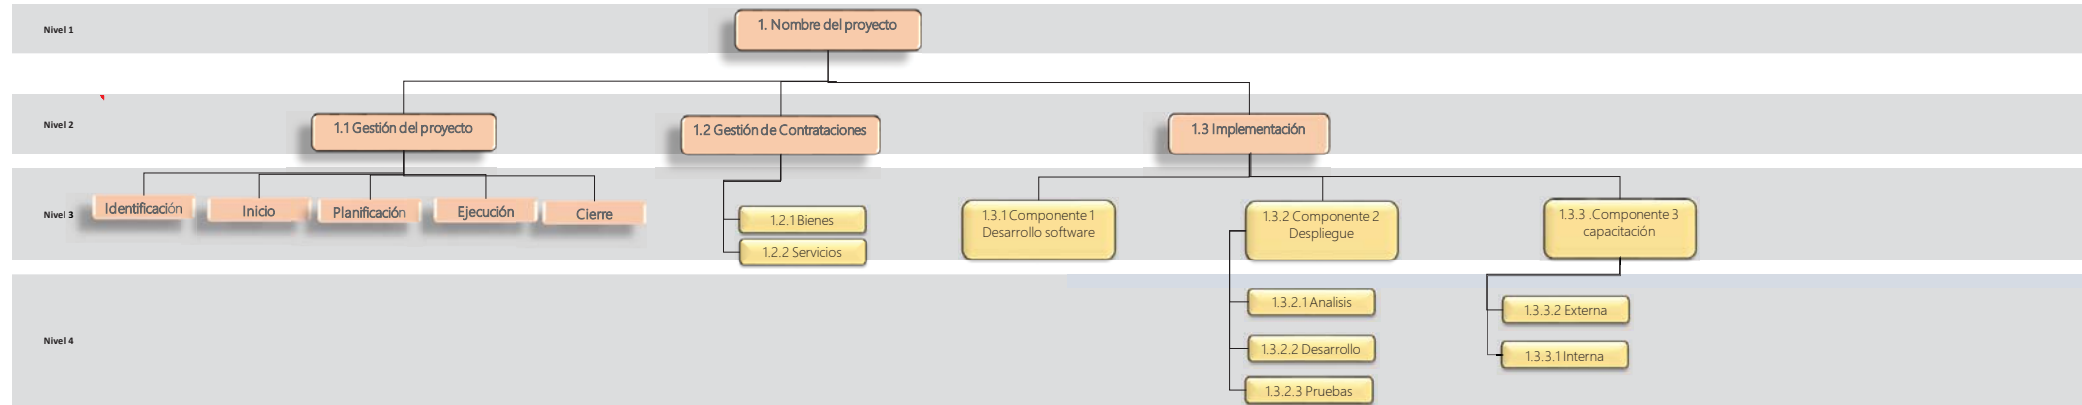 Nivel 1
1. Nombre del proyecto
Nivel 2
1.1 Gestión del proyecto
1.2 Gestión de Contrataciones
1.3 Implementación
Nivel 3
Identificación
Inicio
Planificación
Ejecución
Cierre
1.2.1 Bienes
1.2.2 Servicios
1.3.1 Componente 1
Desarrollo software
1.3.2 Componente 2
Despliegue
1.3.3 .Componente 3
capacitación
Nivel 4
1.3.2.1 Analisis
1.3.2.2 Desarrollo
1.3.2.3 Pruebas
1.3.3.2 Externa
1.3.3.1 Interna